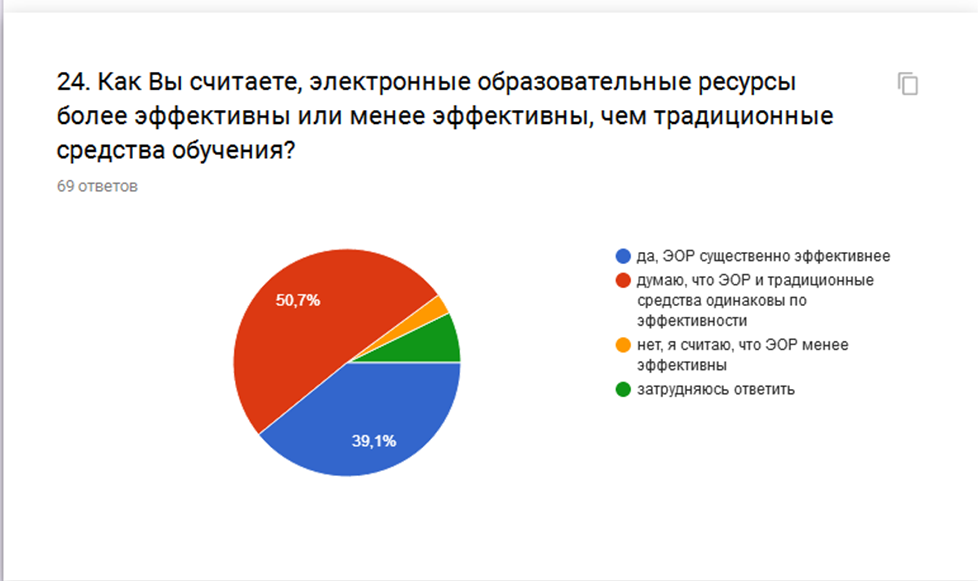 24. Как Вы считаете, электронные образовательные ресурсы
более эффективны или менее эффективны, чем традиционные
средства обучения?
69 ответов
50,7%
39,1%
да, ЭОР существенно эффективнее
думаю, что ЭОР и традиционные
средства одинаковы по
эффективности
нет, я считаю, что ЭОР менее
эффективны
затрудняюсь ответить